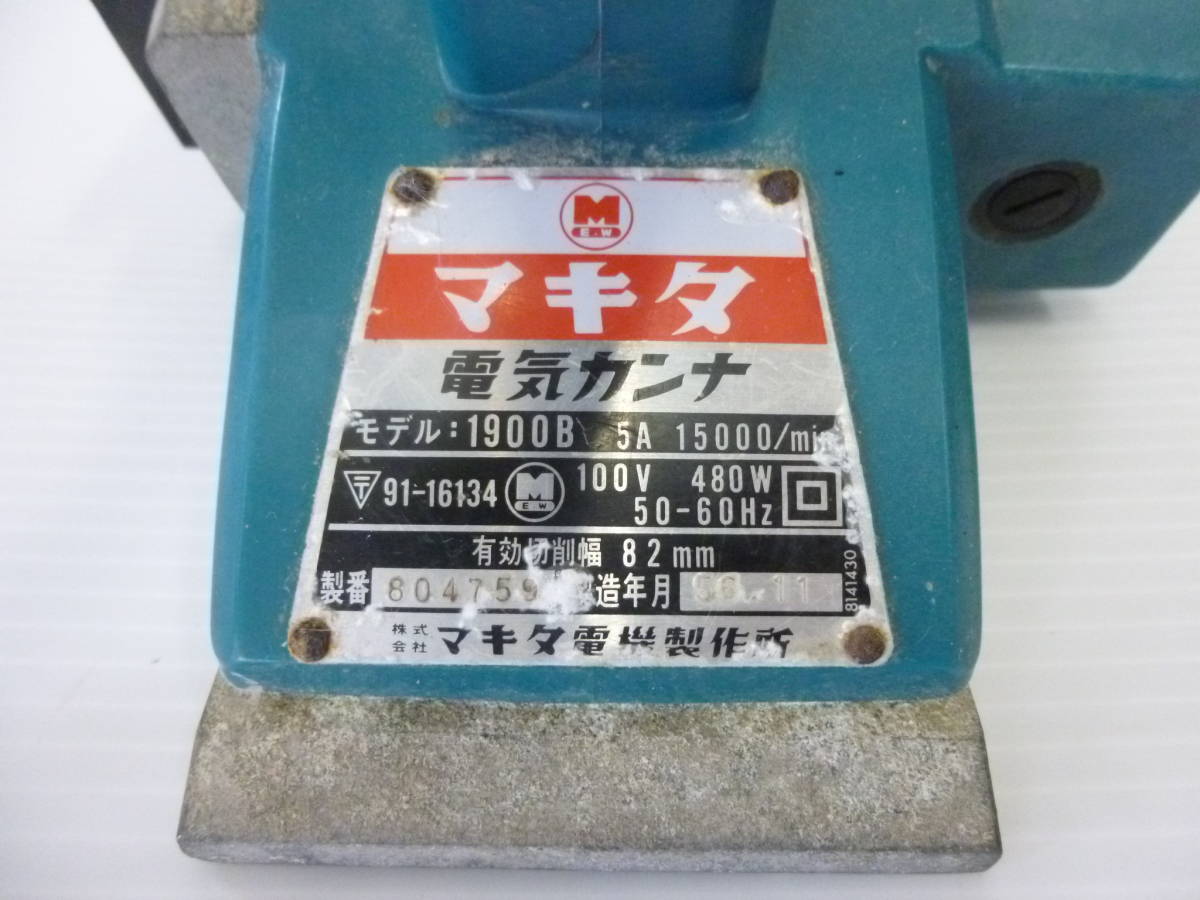 M
E.W
マキタ
電気カンナ
モデル:1900B 5A 15000/min
〒 91-16134 M E.W 100V 480W
50-60Hz
有効切削幅 82mm
製番 804759 製造年月 56.11
8141430
株式会社 マキタ電機製作所